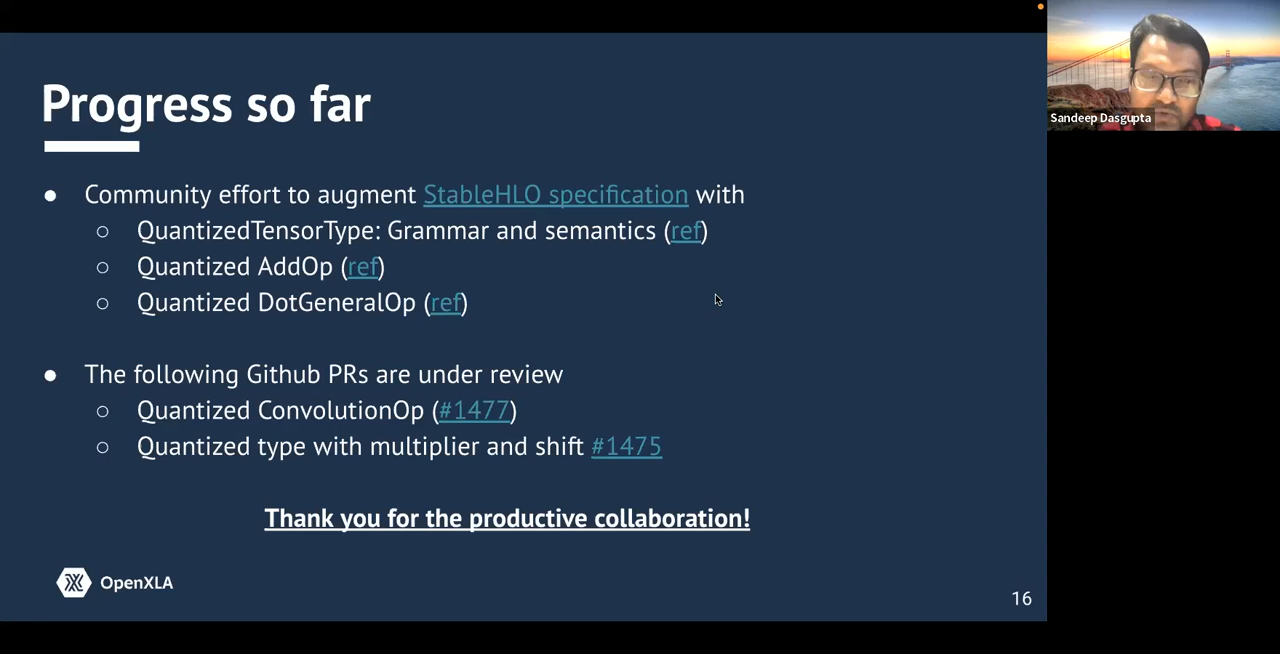 Progress so far
● Community effort to augment StableHLO specification with
○ QuantizedTensorType: Grammar and semantics (ref)
○ Quantized AddOp (ref)
○ Quantized DotGeneralOp (ref)
● The following Github PRs are under review
○ Quantized ConvolutionOp (#1477)
○ Quantized type with multiplier and shift #1475
Thank you for the productive collaboration!
OpenXLA
16
Sandeep Dasgupta